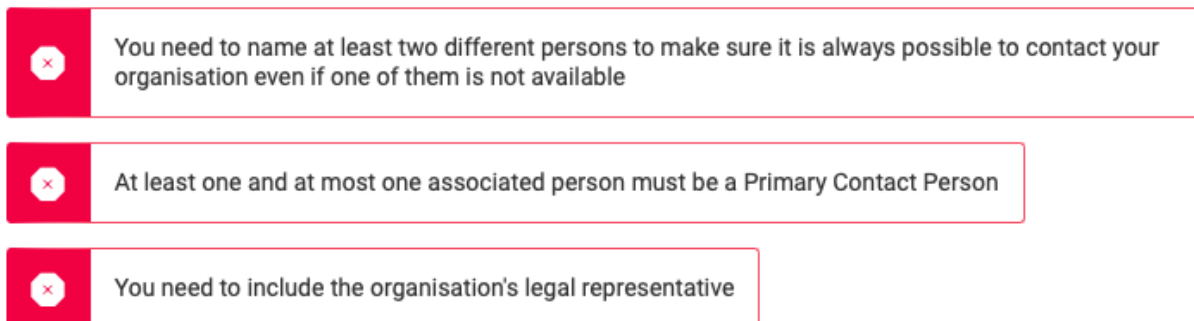 You need to name at least two different persons to make sure it is always possible to contact your
organisation even if one of them is not available
At least one and at most one associated person must be a Primary Contact Person
You need to include the organisation's legal representative